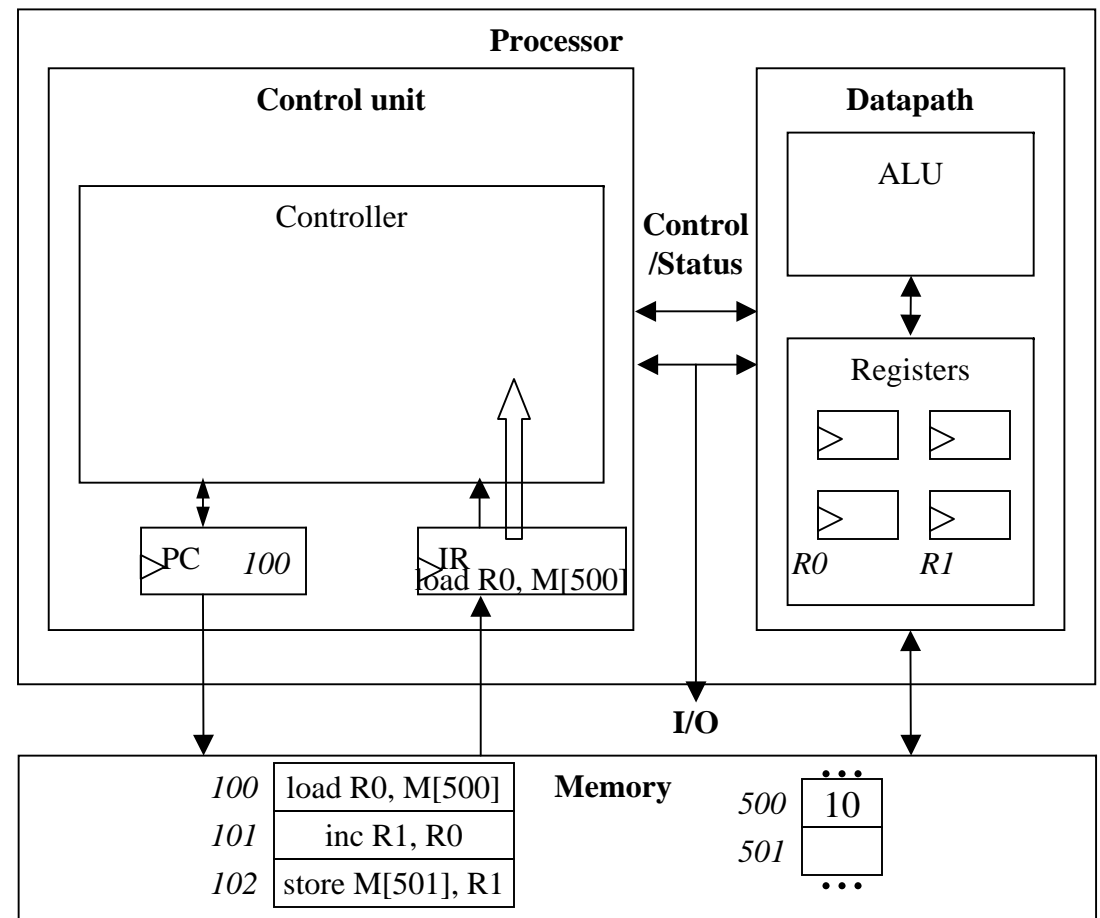 Processor
Control unit
Datapath
Controller
ALU
Control
/Status
Registers
PC 100
IR
load R0, M[500]
R0 R1
I/O
Memory
100 load R0, M[500]
101 inc R1, R0
102 store M[501], R1
•••
500 10
501
•••